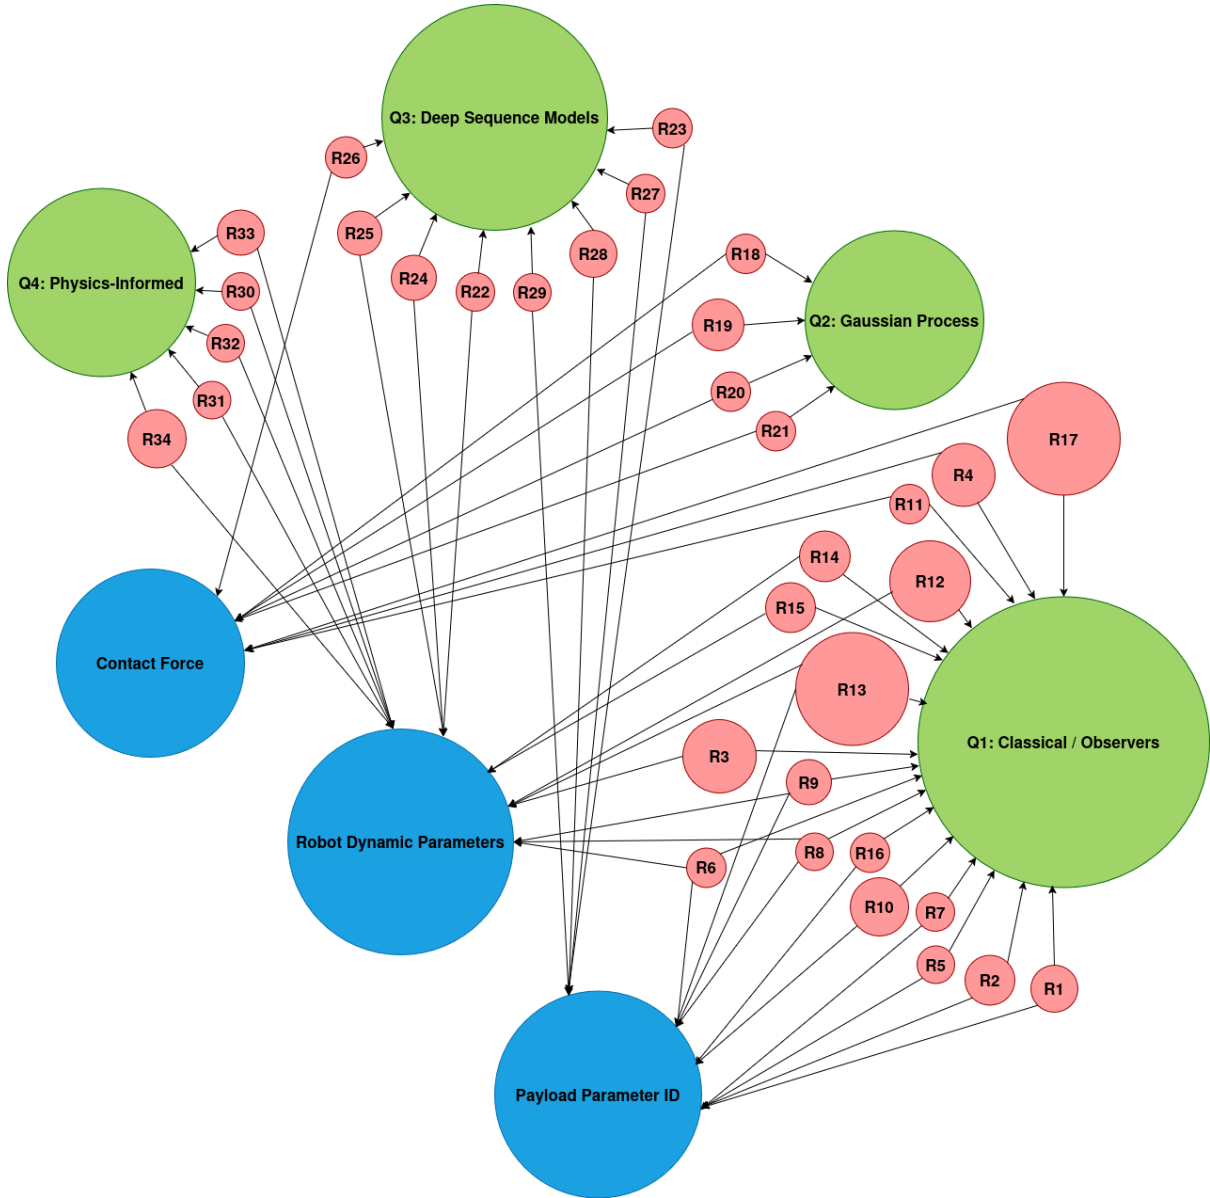 Q3: Deep Sequence Models
R23
R26
R27
R33
R25
R28
R18
R24
Q4: Physics-Informed
R30
R22
R29
R19
Q2: Gaussian Process
R32
R20
R31
R21
R34
R17
R4
R11
R14
R12
R15
Contact Force
R13
Q1: Classical / Observers
R3
R9
Robot Dynamic Parameters
R8
R16
R6
R10
R7
R5
R2
R1
Payload Parameter ID